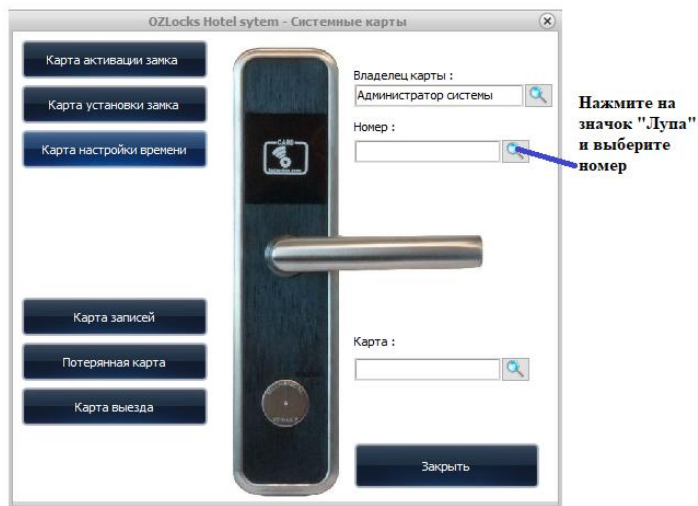 OZLocks Hotel sytem - Системные карты
Карта активации замка
Карта установки замка
Карта настройки времени
Карта записей
Потерянная карта
Карта выезда
CARD
Владелец карты :
Администратор системы
Номер :
Карта :
Закрыть
Нажмите на
значок "Лупа"
и выберите
номер